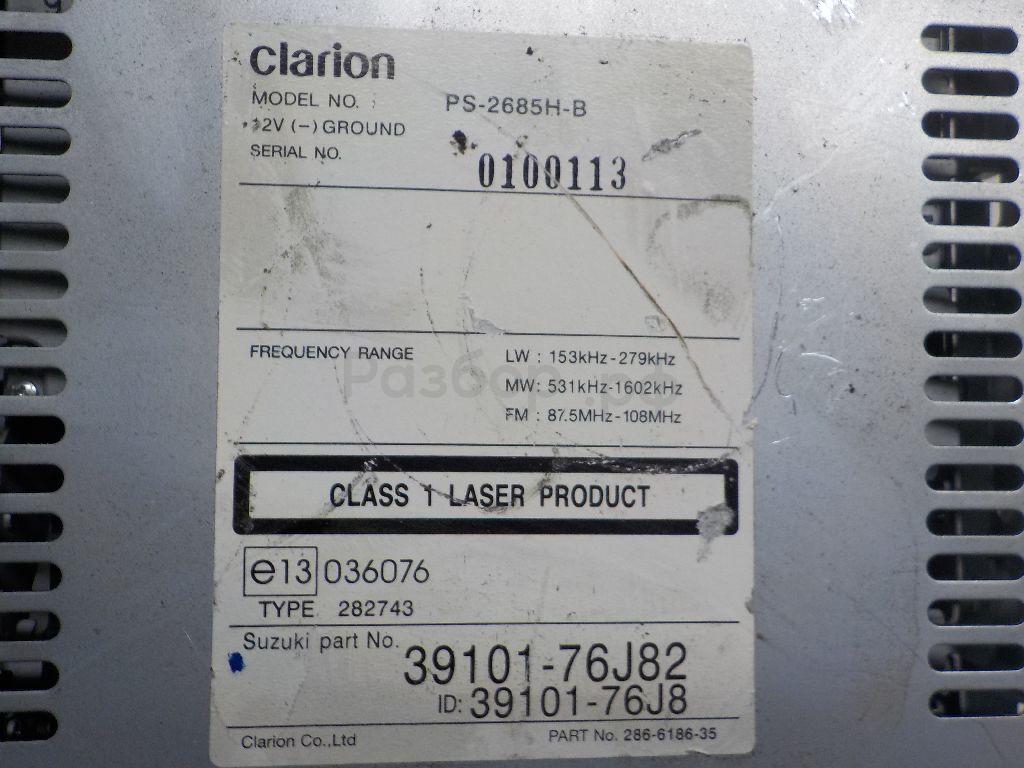 clarion
MODEL NO. PS-2685H-B
12V (-) GROUND
SERIAL NO. 0100113
FREQUENCY RANGE LW : 153kHz-279kHz
MW: 531kHz-1602kHz
FM : 87.5MHz-108MHz
Разбор.рф
CLASS 1 LASER PRODUCT
e13 036076
TYPE 282743
Suzuki part No. 39101-76J82
ID: 39101-76J8
Clarion Co.,Ltd PART No. 286-6186-35